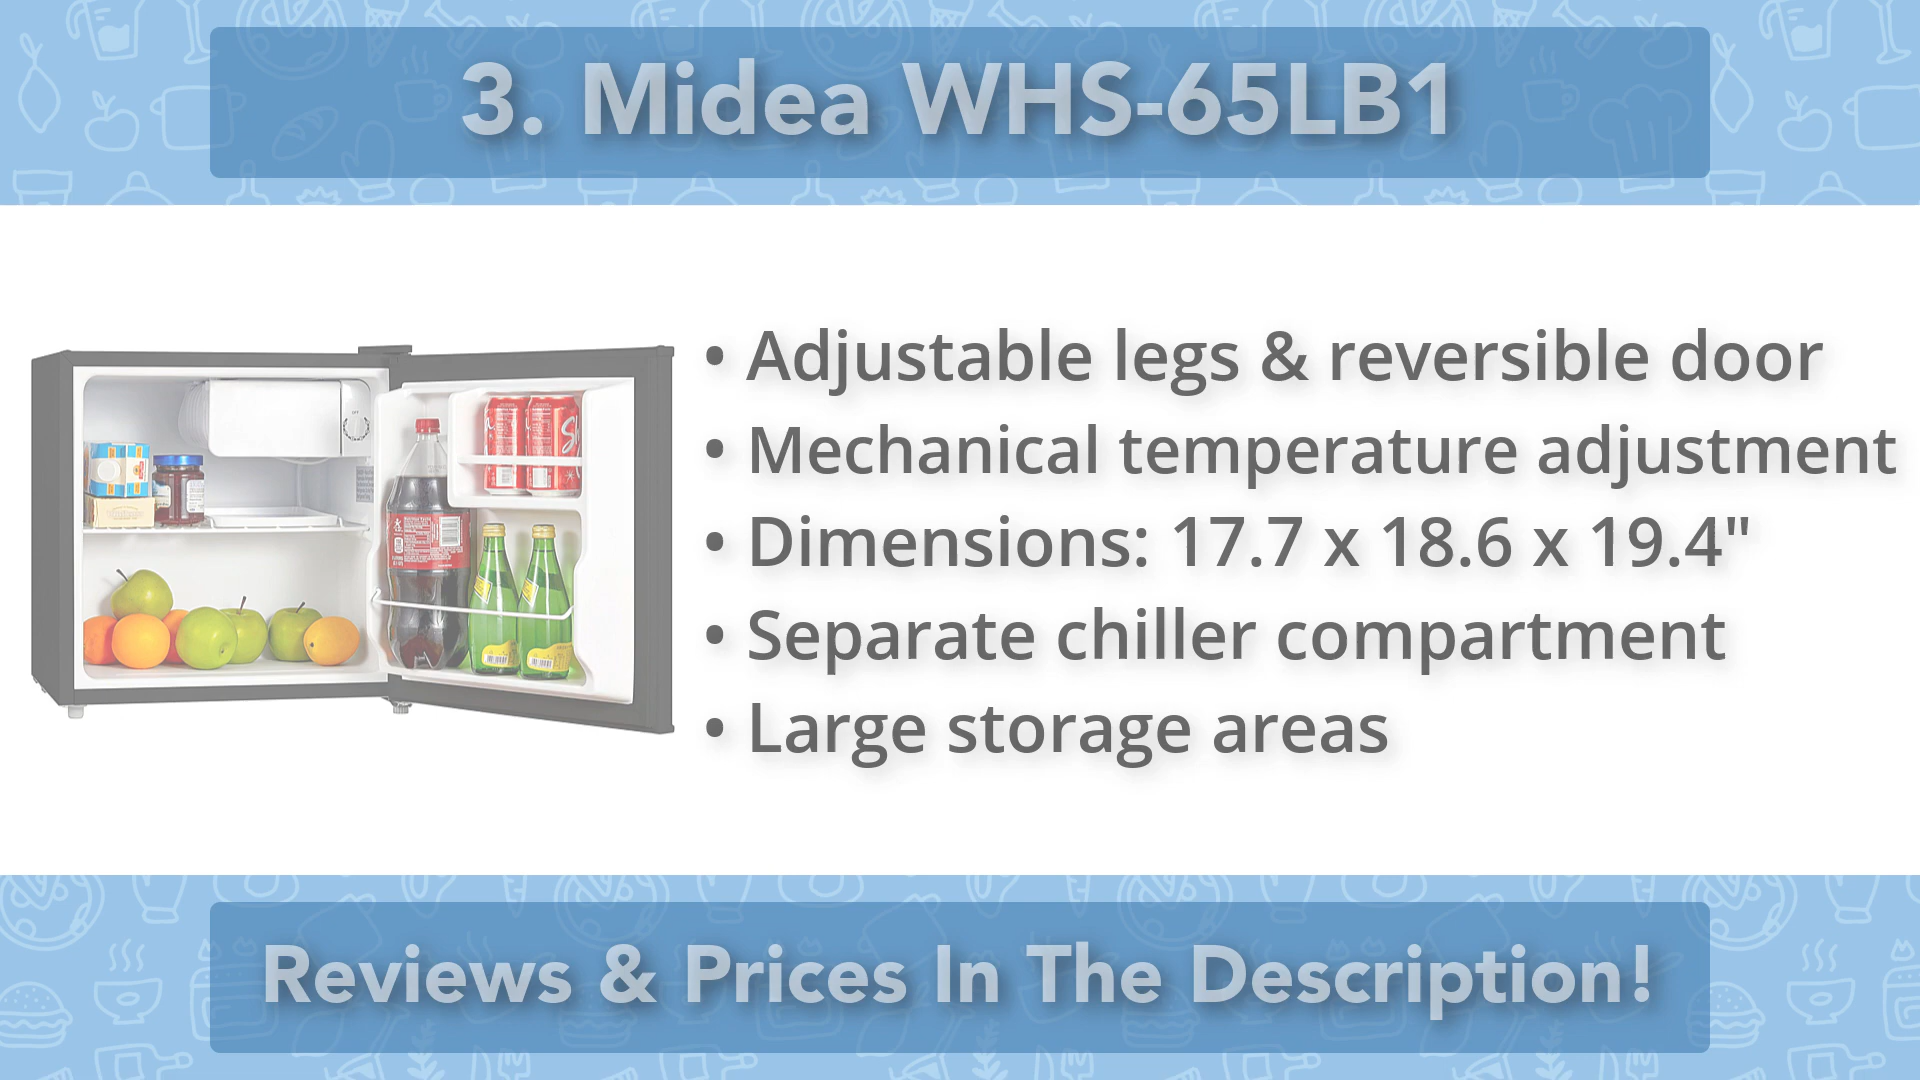 3. Midea WHS-65LB1
• Adjustable legs & reversible door
• Mechanical temperature adjustment
• Dimensions: 17.7 x 18.6 x 19.4"
• Separate chiller compartment
• Large storage areas
Reviews & Prices In The Description!